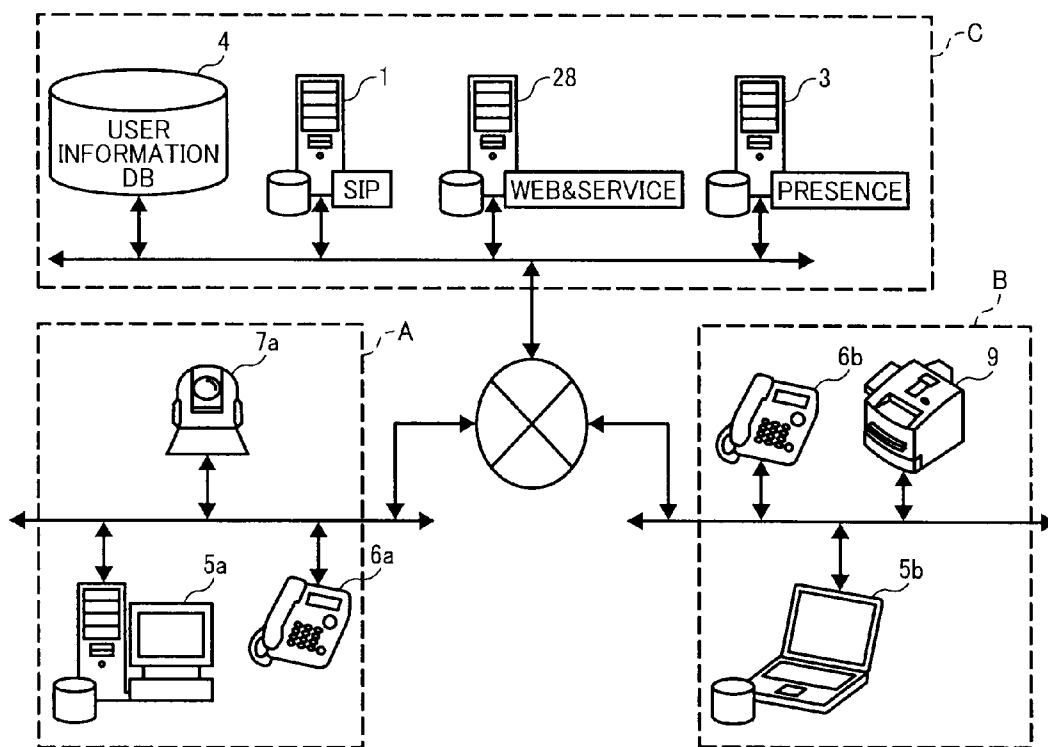 4
1
28
3
C
USER
INFORMATION
DB
SIP
WEB&SERVICE
PRESENCE
7a
A
6b
9
B
5a
6a
5b